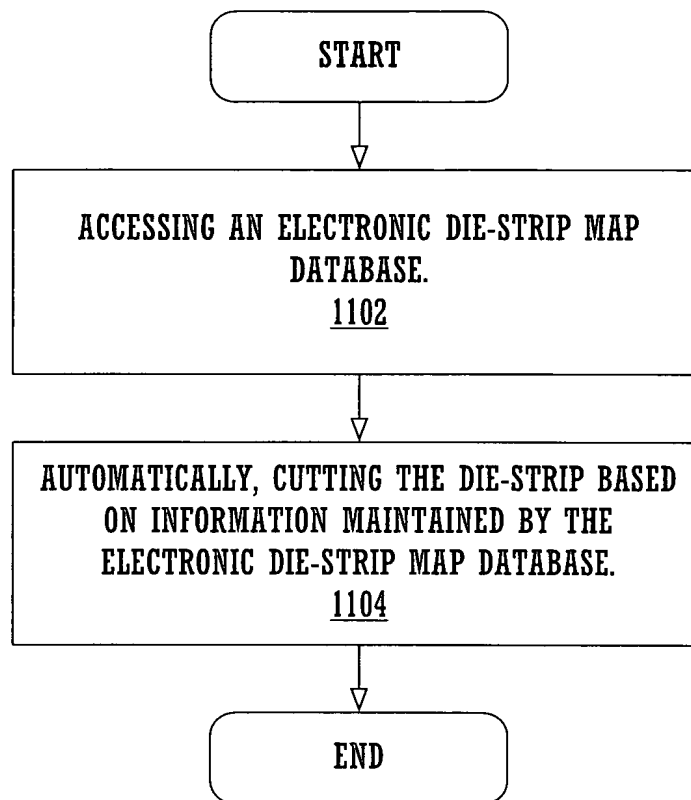 START
ACCESSING AN ELECTRONIC DIE-STRIP MAP
DATABASE.
1102
AUTOMATICALLY, CUTTING THE DIE-STRIP BASED
ON INFORMATION MAINTAINED BY THE
ELECTRONIC DIE-STRIP MAP DATABASE.
1104
END